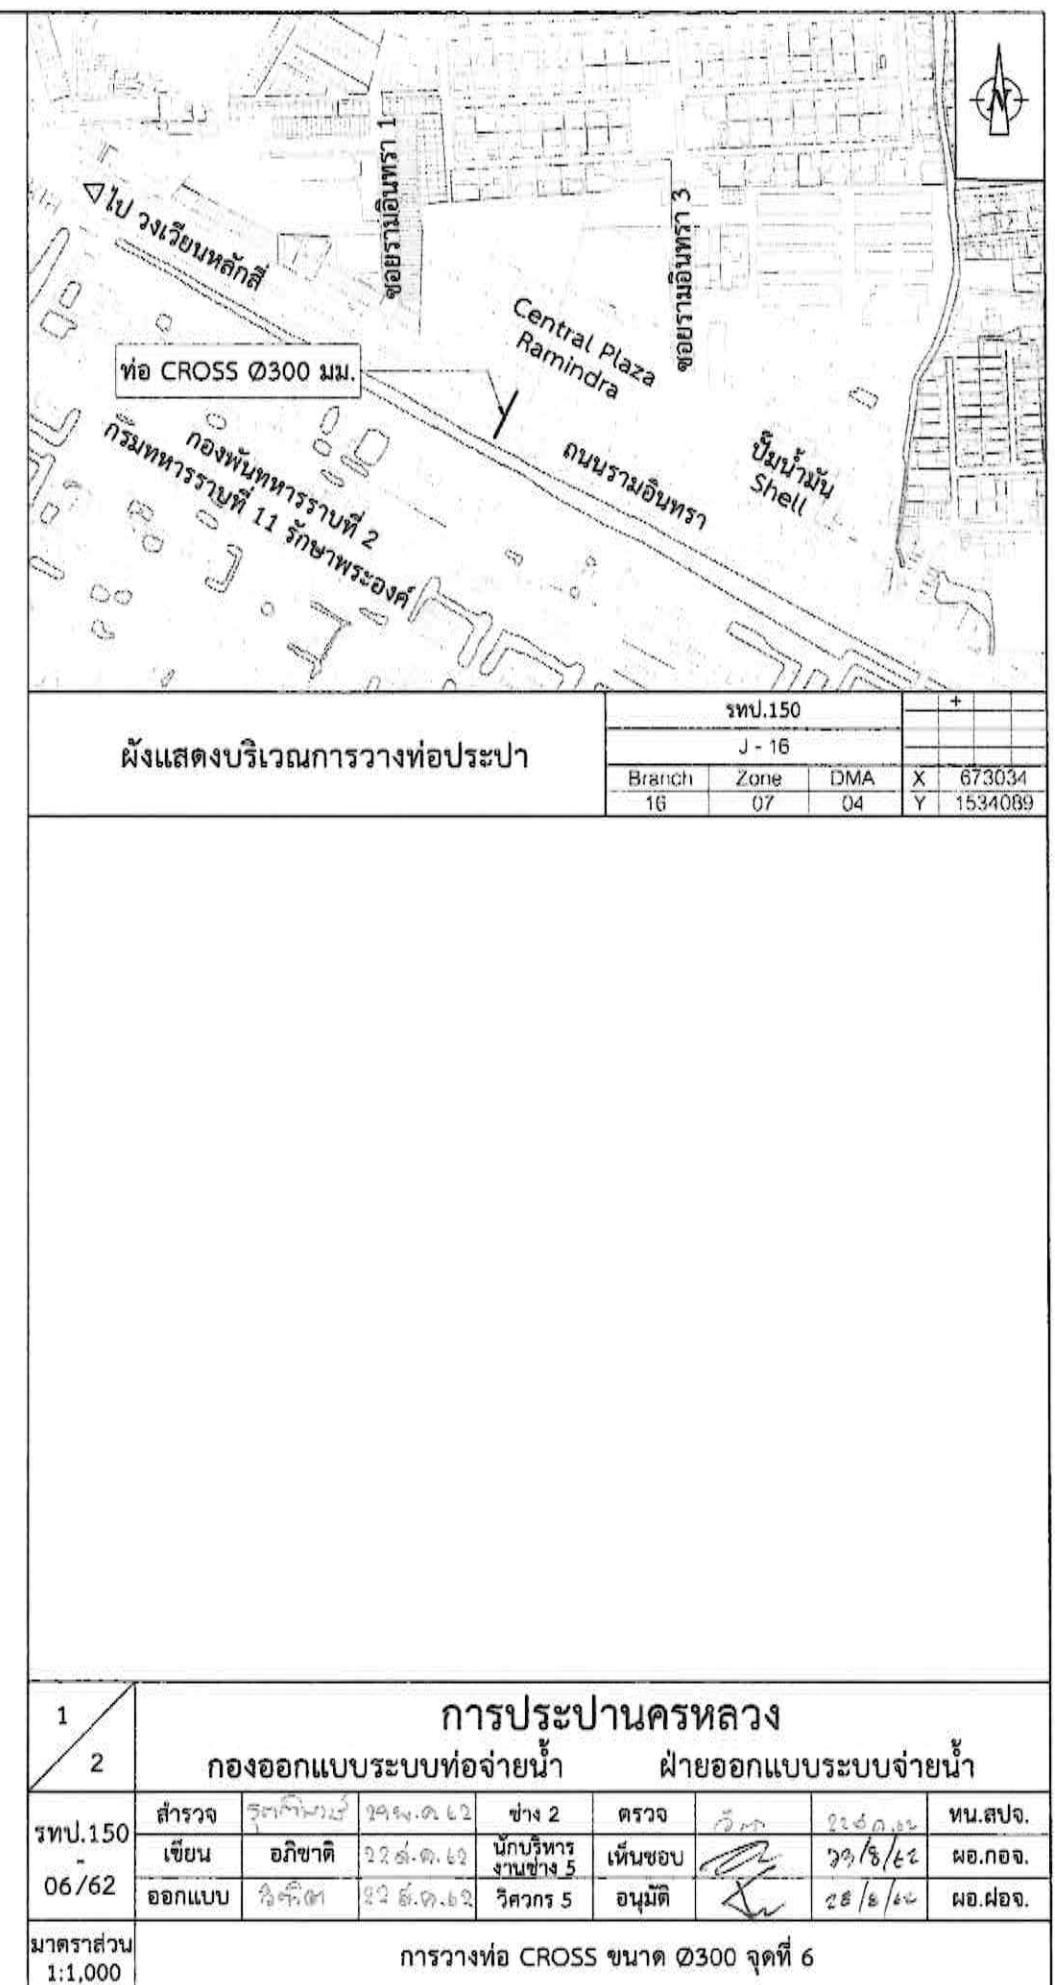 N
ซอยรามอินทรา 1
ไป วงเวียนหลักสี่
ซอยรามอินทรา 3
Central Plaza
Ramindra
ท่อ CROSS Ø300 มม.
ถนนรามอินทรา
ปั๊มน้ำมัน
Shell
กองพันทหารราบที่ 2
กรมทหารราบที่ 11 รักษาพระองค์
ผังแสดงบริเวณการวางท่อประปา
รทป.150
J - 16
Branch Zone DMA X 673034
16 07 04 Y 1534089
1
2
การประปานครหลวง
กองออกแบบระบบท่อจ่ายน้ำ ฝ่ายออกแบบระบบจ่ายน้ำ
รทป.150
-
06/62
สำรวจ ช่าง 2 ตรวจ ทน.สปจ.
เขียน อภิชาติ 22 ส.ค. 62 นักบริหาร
งานช่าง 5 เห็นชอบ ผอ.กอจ.
ออกแบบ 22 ส.ค. 62 วิศวกร 5 อนุมัติ ผอ.ฝอจ.
มาตราส่วน
1:1,000
การวางท่อ CROSS ขนาด Ø300 จุดที่ 6